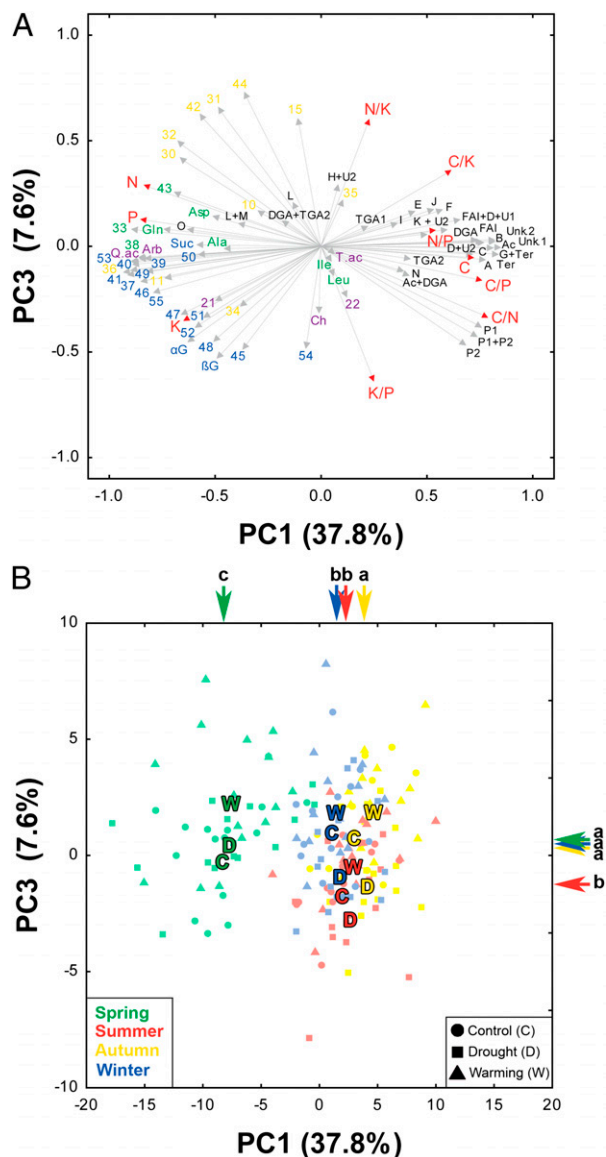 A
1.0
0.5
0.0
-0.5
-1.0
PC3 (7.6%)
44
31
42
15
N/K
32
30
C/K
N
43
L
H+U2
35
10
Asp
L+M
DGA+TGA2
E
J
F
P
33
Gln
O
TGA1
I
K + U2
FAI+D+U1
DGA
FAI
Unk.2
38
Suc
Ala
N/P
B
Unk.1
Q.ac
Arb
50
D+U2
C
Ac
G+Ter
53
40
39
T.ac
TGA2
C
A
Ter
36
49
11
Ile
N
41
37
46
55
Leu
Ac+DGA
C/P
21
34
22
47
51
Ch
C/N
K
52
P1
αG
48
P1+P2
ßG
45
54
P2
K/P
-1.0
-0.5
0.0
0.5
1.0
PC1 (37.8%)
B
c
bb
a
10
5
0
-5
-10
PC3 (7.6%)
W
D
C
W
C
D
W
C
D
W
C
D
a
a
a
b
Spring
Summer
Autumn
Winter
Control (C)
Drought (D)
Warming (W)
-20
-15
-10
-5
0
5
10
15
20
PC1 (37.8%)